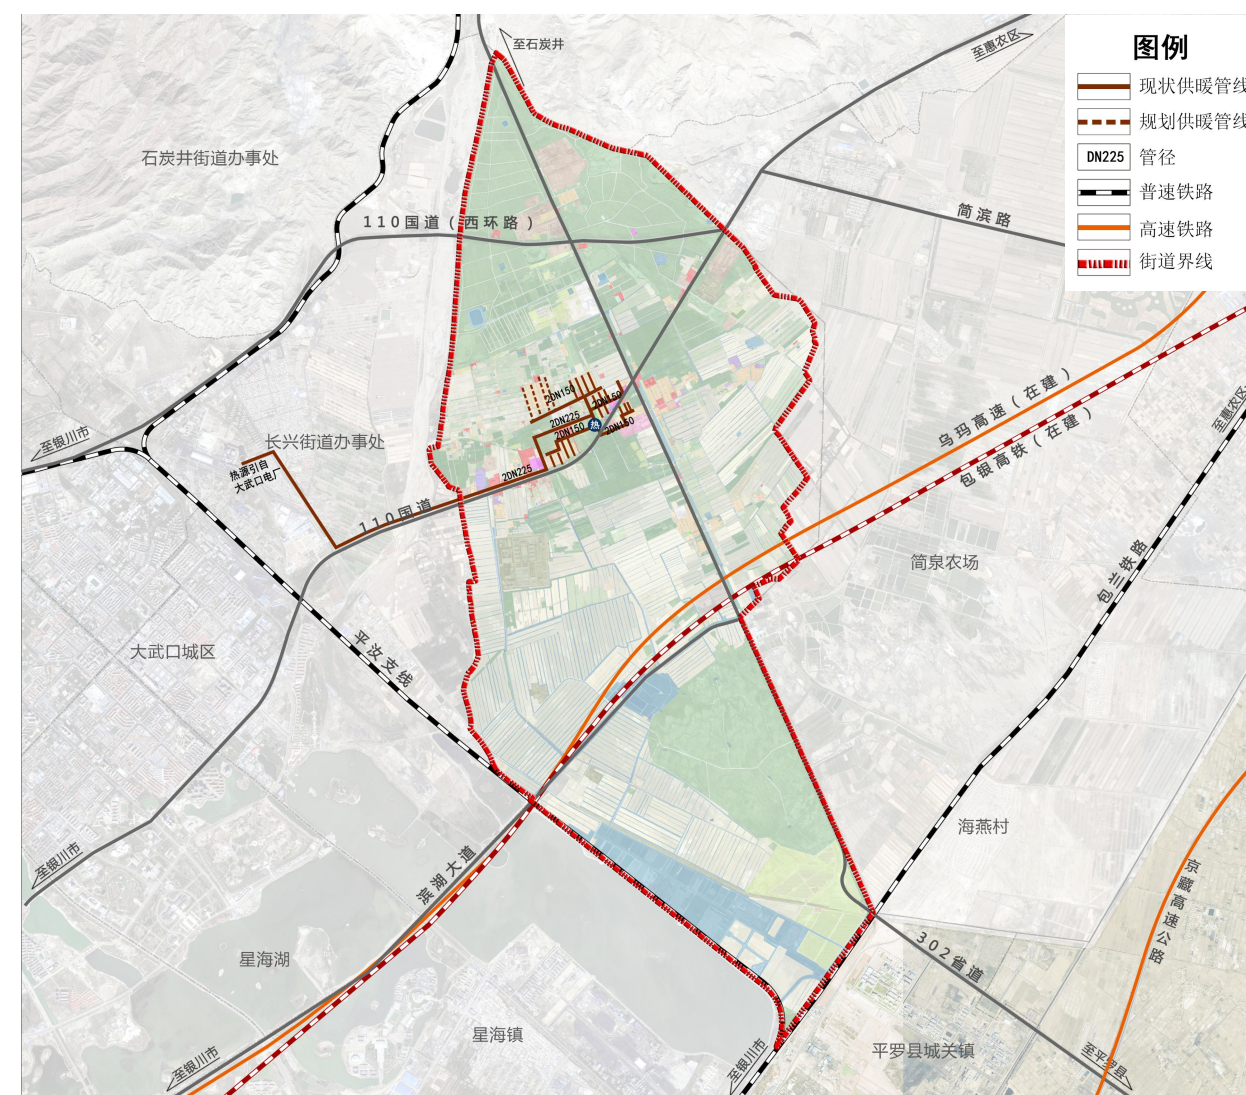 图例
现状供暖管线
规划供暖管线
DN225 管径
普速铁路
高速铁路
街道界线
至石炭井
至惠农区
石炭井街道办事处
110国道(西环路)
简滨路
2DN150
2DN150
2DN225
2DN150
2DN150
热
2DN225
乌玛高速(在建)
包银高铁(在建)
至惠农区
至银川市
长兴街道办事处
热源引自
大武口电厂
110国道
简泉农场
包兰铁路
大武口城区
平汝支线
海燕村
至银川市
滨湖大道
京藏高速公路
星海湖
302省道
星海镇
平罗县城关镇
至银川市
至银川市
至平罗县